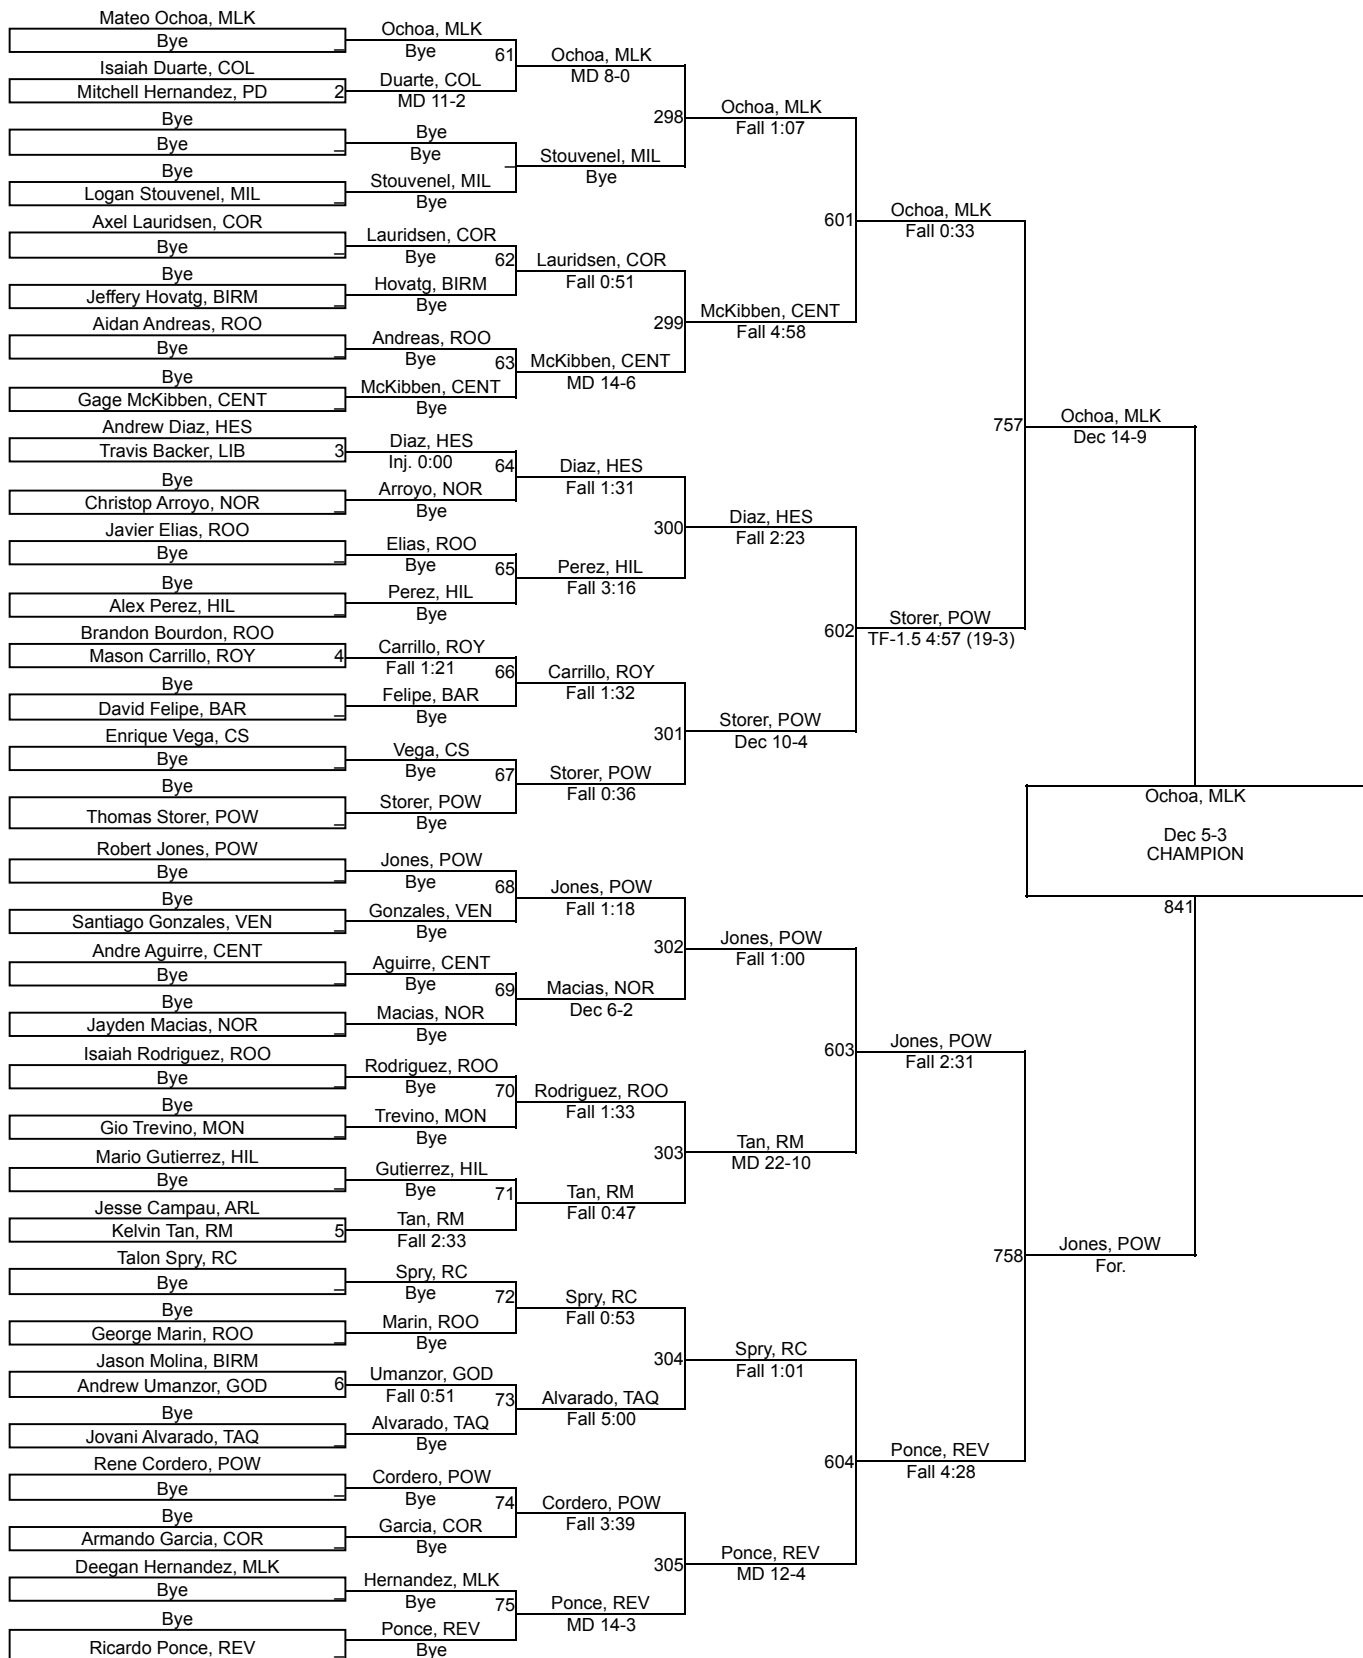 Mateo Ochoa, MLK
Bye _
Isaiah Duarte, COL
Mitchell Hernandez, PD 2
Bye
Bye _
Bye
Logan Stouvenel, MIL _
Axel Lauridsen, COR
Bye _
Bye
Jeffery Hovatg, BIRM _
Aidan Andreas, ROO
Bye _
Bye
Gage McKibben, CENT _
Andrew Diaz, HES
Travis Backer, LIB 3
Bye
Christop Arroyo, NOR _
Javier Elias, ROO
Bye _
Bye
Alex Perez, HIL _
Brandon Bourdon, ROO
Mason Carrillo, ROY 4
Bye
David Felipe, BAR _
Enrique Vega, CS
Bye _
Bye
Thomas Storer, POW _
Robert Jones, POW
Bye _
Bye
Santiago Gonzales, VEN _
Andre Aguirre, CENT
Bye _
Bye
Jayden Macias, NOR _
Isaiah Rodriguez, ROO
Bye _
Bye
Gio Trevino, MON _
Mario Gutierrez, HIL
Bye _
Jesse Campau, ARL
Kelvin Tan, RM 5
Talon Spry, RC
Bye _
Bye
George Marin, ROO _
Jason Molina, BIRM
Andrew Umanzor, GOD 6
Bye
Jovani Alvarado, TAQ _
Rene Cordero, POW
Bye _
Bye
Armando Garcia, COR _
Deegan Hernandez, MLK
Bye _
Bye
Ricardo Ponce, REV _
Ochoa, MLK
Bye 61
Duarte, COL
MD 11-2
Bye
Bye _
Stouvenel, MIL
Bye
Lauridsen, COR
Bye 62
Hovatg, BIRM
Bye
Andreas, ROO
Bye 63
McKibben, CENT
Bye
Diaz, HES
Inj. 0:00 64
Arroyo, NOR
Bye
Elias, ROO
Bye 65
Perez, HIL
Bye
Carrillo, ROY
Fall 1:21 66
Felipe, BAR
Bye
Vega, CS
Bye 67
Storer, POW
Bye
Jones, POW
Bye 68
Gonzales, VEN
Bye
Aguirre, CENT
Bye 69
Macias, NOR
Bye
Rodriguez, ROO
Bye 70
Trevino, MON
Bye
Gutierrez, HIL
Bye 71
Tan, RM
Fall 2:33
Spry, RC
Bye 72
Marin, ROO
Bye
Umanzor, GOD
Fall 0:51 73
Alvarado, TAQ
Bye
Cordero, POW
Bye 74
Garcia, COR
Bye
Hernandez, MLK
Bye 75
Ponce, REV
Bye
Ochoa, MLK
MD 8-0
298
Stouvenel, MIL
Bye
Lauridsen, COR
Fall 0:51
299
McKibben, CENT
MD 14-6
Diaz, HES
Fall 1:31
300
Perez, HIL
Fall 3:16
Carrillo, ROY
Fall 1:32
301
Storer, POW
Fall 0:36
Jones, POW
Fall 1:18
302
Macias, NOR
Dec 6-2
Rodriguez, ROO
Fall 1:33
303
Tan, RM
Fall 0:47
Spry, RC
Fall 0:53
304
Alvarado, TAQ
Fall 5:00
Cordero, POW
Fall 3:39
305
Ponce, REV
MD 14-3
Ochoa, MLK
Fall 1:07
601
McKibben, CENT
Fall 4:58
Diaz, HES
Fall 2:23
602
Storer, POW
Dec 10-4
Jones, POW
Fall 1:00
603
Tan, RM
MD 22-10
Spry, RC
Fall 1:01
604
Ponce, REV
MD 12-4
Ochoa, MLK
Fall 0:33
757
Storer, POW
TF-1.5 4:57 (19-3)
Jones, POW
Fall 2:31
758
Ponce, REV
Fall 4:28
Ochoa, MLK
Dec 14-9
Jones, POW
For.
Ochoa, MLK
Dec 5-3
CHAMPION
841